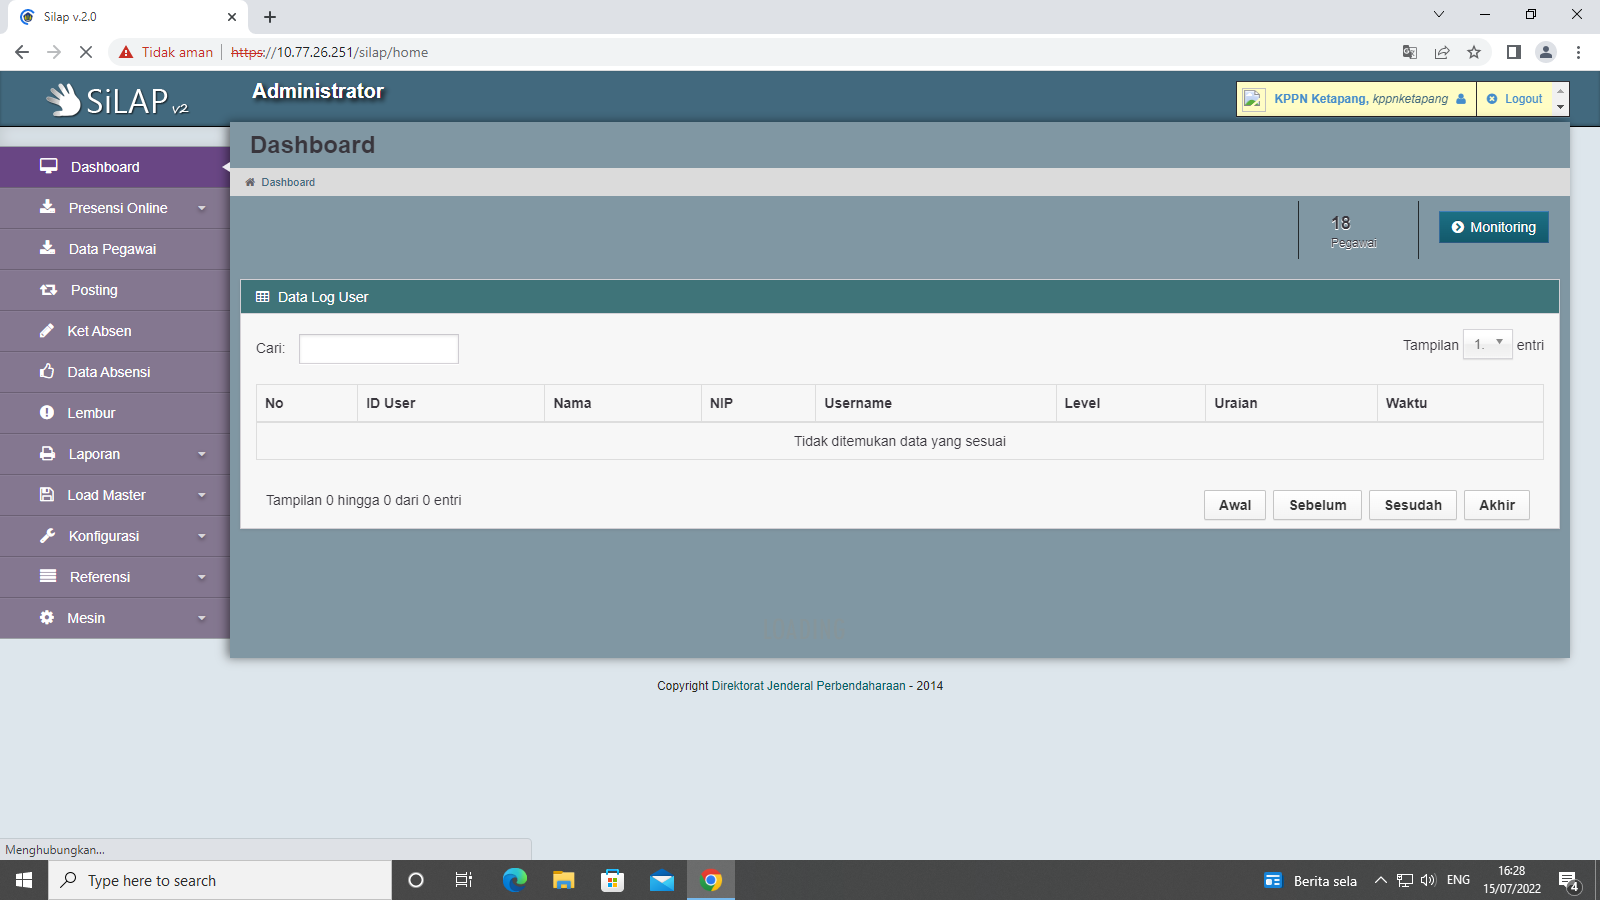 Silap v.2.0
Tidak aman
https://10.77.26.251/silap/home
SiLAP v2
Administrator
KPPN Ketapang, kppnketapang
Logout
Dashboard
Dashboard
Dashboard
Presensi Online
Data Pegawai
Posting
Ket Absen
Data Absensi
Lembur
Laporan
Load Master
Konfigurasi
Referensi
Mesin
18
Pegawai
Monitoring
Data Log User
Cari:
Tampilan 1. entri
No ID User Nama NIP Username Level Uraian Waktu
Tidak ditemukan data yang sesuai
Tampilan 0 hingga 0 dari 0 entri
Awal Sebelum Sesudah Akhir
Copyright Direktorat Jenderal Perbendaharaan - 2014
Menghubungkan...
Type here to search
Berita sela
ENG
16:28
15/07/2022
4